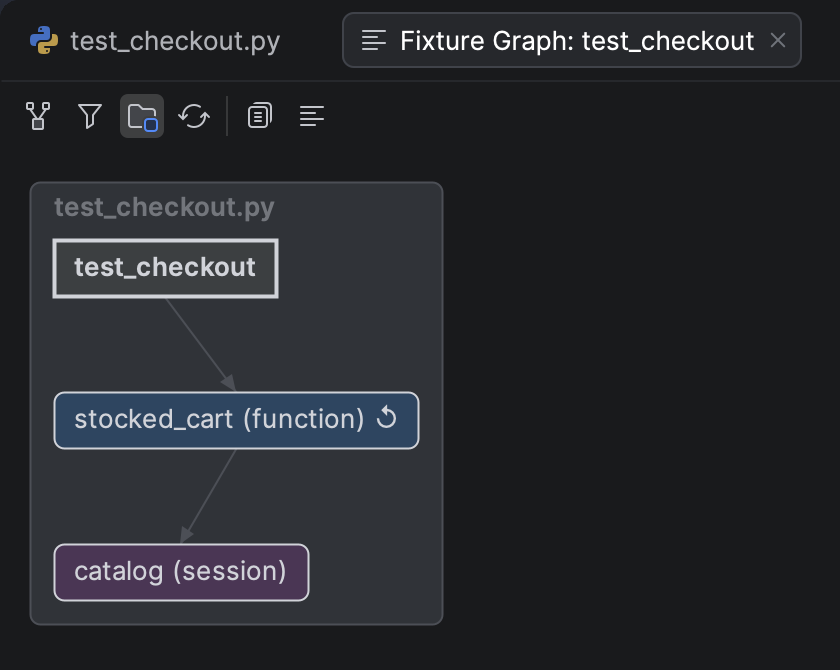 test_checkout.py
Fixture Graph: test_checkout
test_checkout.py
test_checkout
stocked_cart (function)
catalog (session)